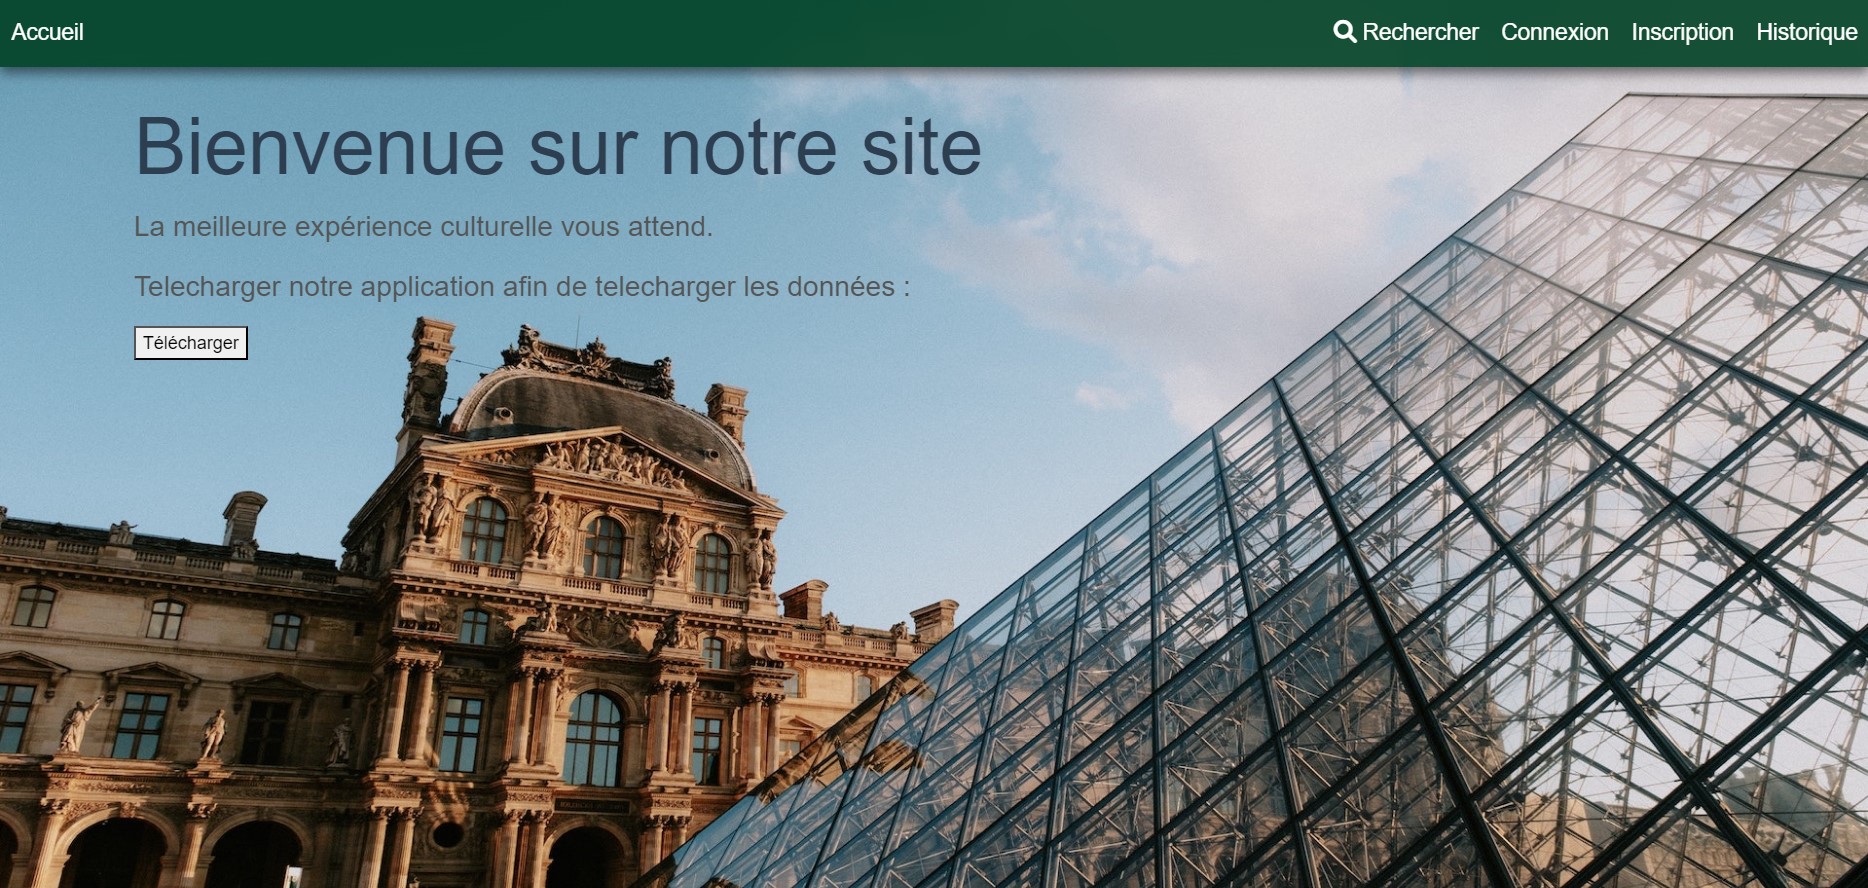 Accueil
Rechercher Connexion Inscription Historique
Bienvenue sur notre site
La meilleure expérience culturelle vous attend.
Telecharger notre application afin de telecharger les données :
Télécharger